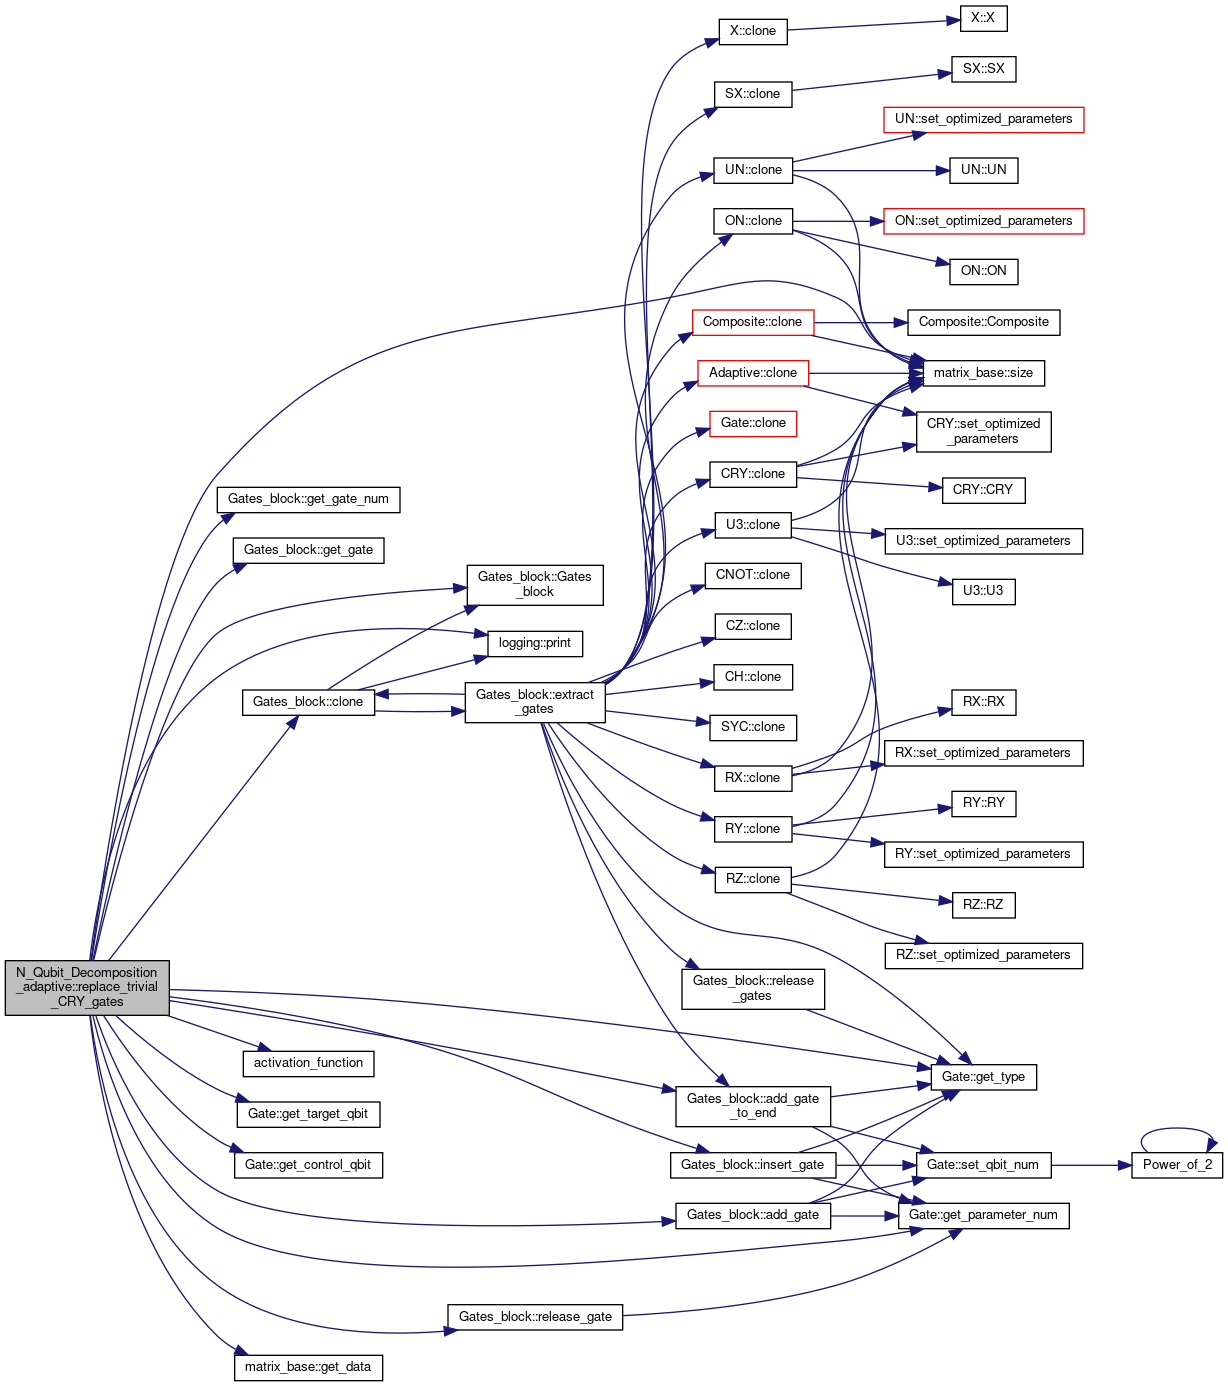 X::clone
X::X
SX::clone
SX::SX
UN::clone
UN::set_optimized_parameters
UN::UN
ON::clone
ON::set_optimized_parameters
ON::ON
Composite::clone
Composite::Composite
matrix_base::size
Adaptive::clone
CRY::set_optimized
_parameters
Gate::clone
CRY::clone
CRY::CRY
Gates_block::get_gate_num
U3::clone
U3::set_optimized_parameters
Gates_block::get_gate
Gates_block::Gates
_block
CNOT::clone
U3::U3
CZ::clone
logging::print
CH::clone
Gates_block::clone
Gates_block::extract
_gates
SYC::clone
RX::RX
RX::clone
RX::set_optimized_parameters
RY::RY
RY::clone
RY::set_optimized_parameters
RZ::clone
RZ::RZ
RZ::set_optimized_parameters
N_Qubit_Decomposition
_adaptive::replace_trivial
_CRY_gates
Gates_block::release
_gates
activation_function
Gate::get_type
Gate::get_target_qbit
Gates_block::add_gate
_to_end
Gate::get_control_qbit
Gates_block::insert_gate
Gate::set_qbit_num
Power_of_2
Gates_block::add_gate
Gate::get_parameter_num
Gates_block::release_gate
matrix_base::get_data